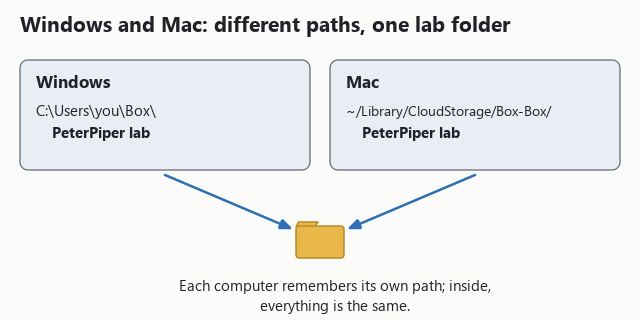 Windows and Mac: different paths, one lab folder
Windows
C:\Users\you\Box\
PeterPiper lab
Mac
~/Library/CloudStorage/Box-Box/
PeterPiper lab
Each computer remembers its own path; inside,
everything is the same.